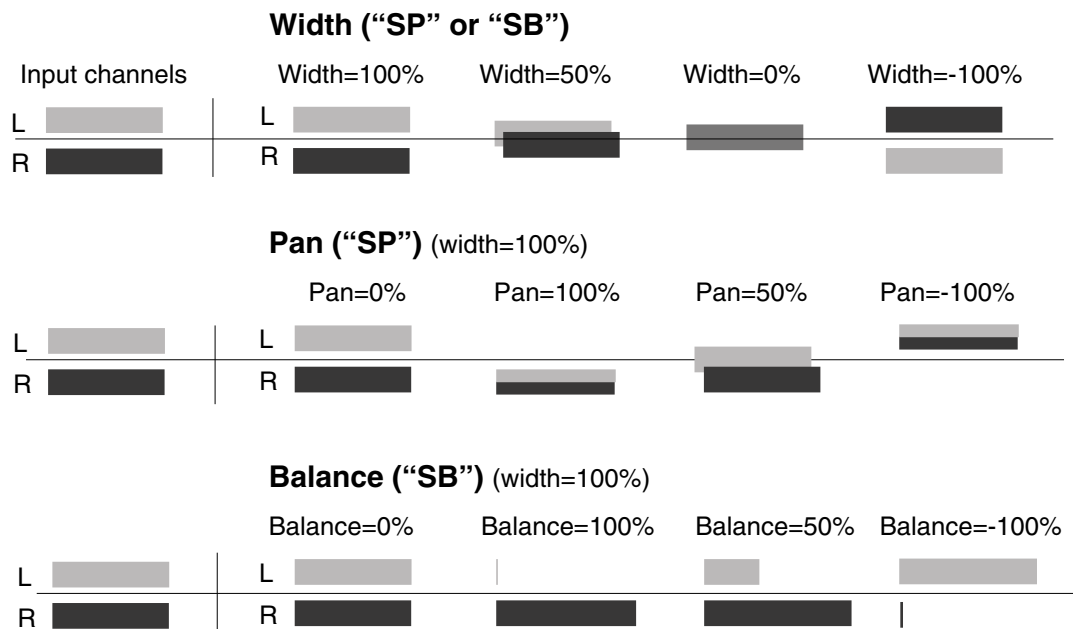 Width (“SP” or “SB”)
Input channels Width=100% Width=50% Width=0% Width=-100%
L L
R R
Pan (“SP”) (width=100%)
Pan=0% Pan=100% Pan=50% Pan=-100%
L L
R R
Balance (“SB”) (width=100%)
Balance=0% Balance=100% Balance=50% Balance=-100%
L L
R R